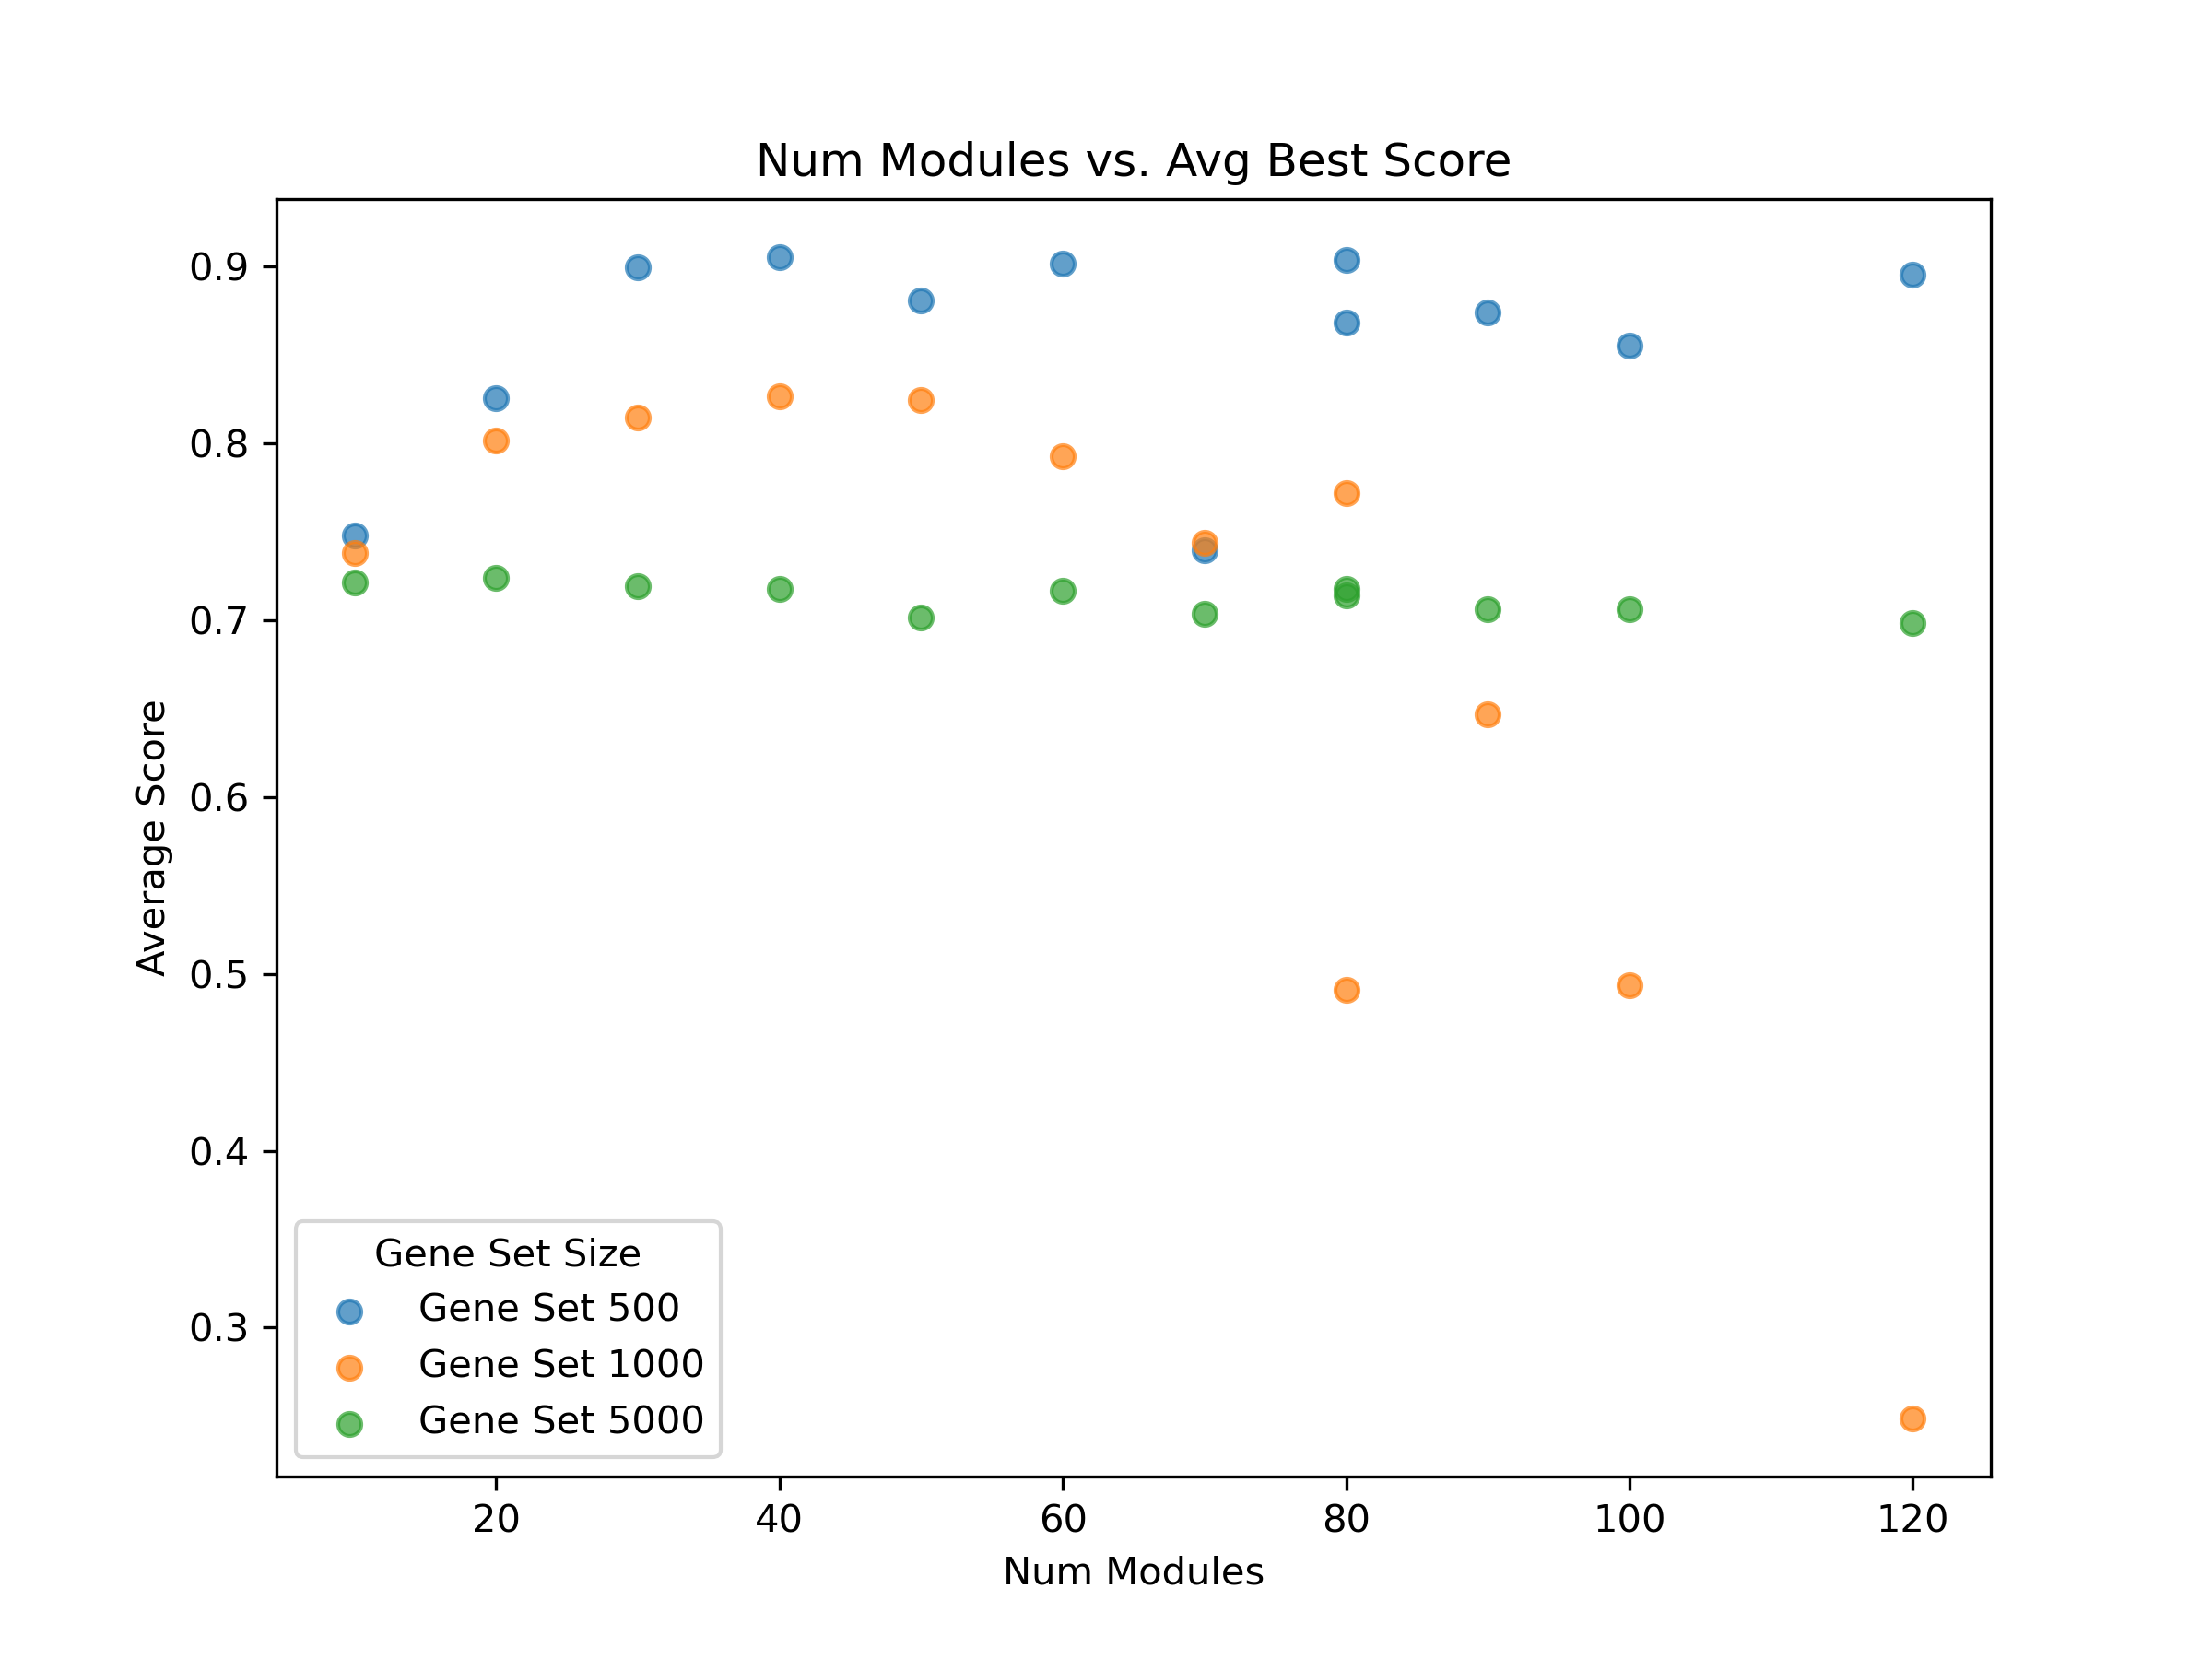 Num Modules vs. Avg Best Score
0.9
0.8
0.7
0.6
0.5
0.4
0.3
Average Score
Gene Set Size
Gene Set 500
Gene Set 1000
Gene Set 5000
20 40 60 80 100 120
Num Modules